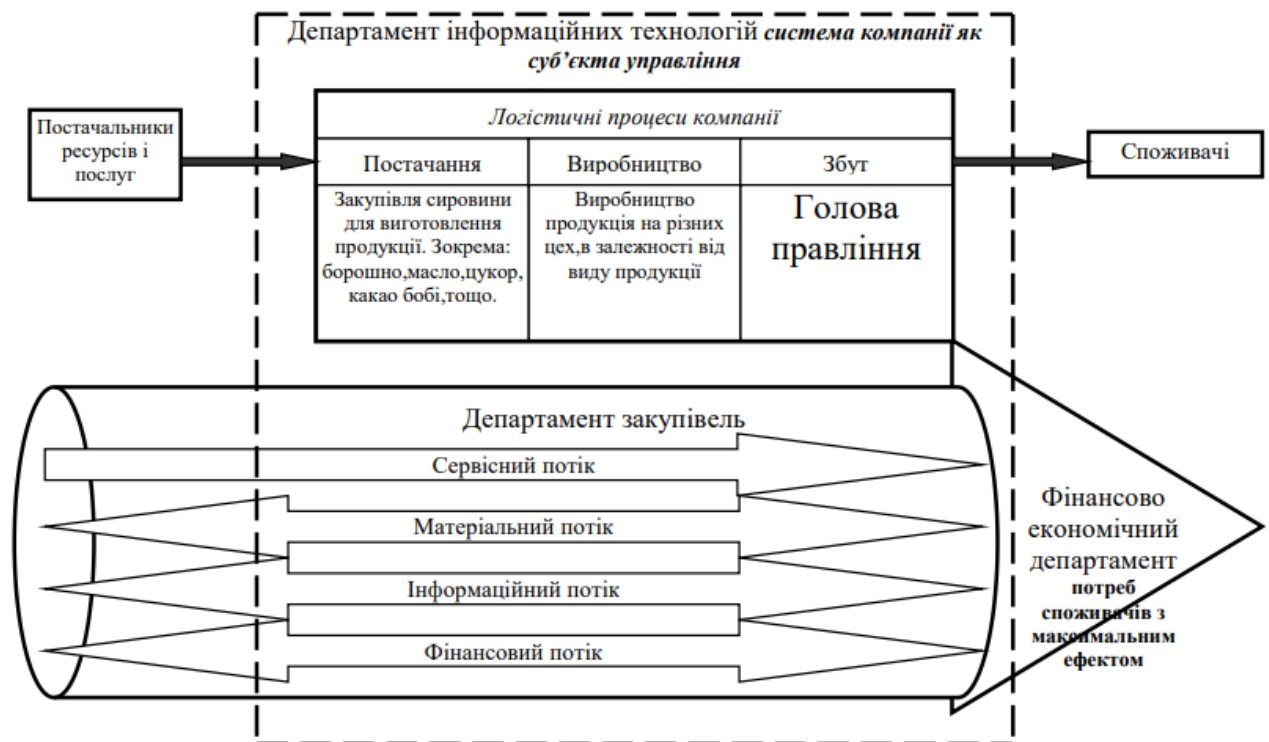 Департамент інформаційних технологій система компанії як
суб’єкта управління
Постачальники
ресурсів і
послуг
Логістичні процеси компанії
Постачання
Виробництво
Збут
Споживачі
Закупівля сировини
для виготовлення
продукції. Зокрема:
борошно,масло,цукор,
какао бобі,тощо.
Виробництво
продукція на різних
цех,в залежності від
виду продукції
Голова
правління
Департамент закупівель
Сервісний потік
Матеріальний потік
Інформаційний потік
Фінансовий потік
Фінансово
економічний
департамент
потреб
споживачів з
максимальним
ефектом